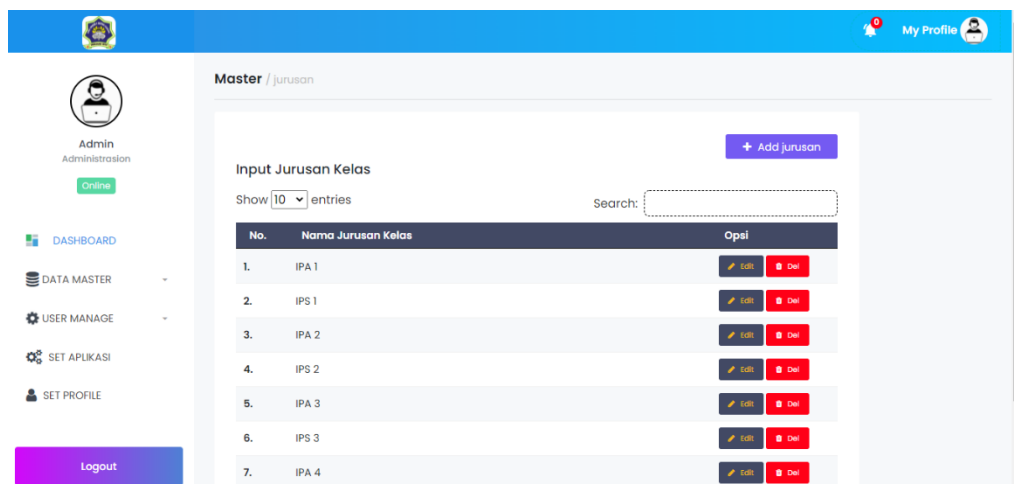 0
My Profile
Admin
Administrasion
Online
DASHBOARD
DATA MASTER
USER MANAGE
SET APLIKASI
SET PROFILE
Logout
Master / jurusan
+ Add jurusan
Input Jurusan Kelas
Show 10 entries
Search:
No. Nama Jurusan Kelas Opsi
1. IPA 1 Edit Del
2. IPS 1 Edit Del
3. IPA 2 Edit Del
4. IPS 2 Edit Del
5. IPA 3 Edit Del
6. IPS 3 Edit Del
7. IPA 4 Edit Del